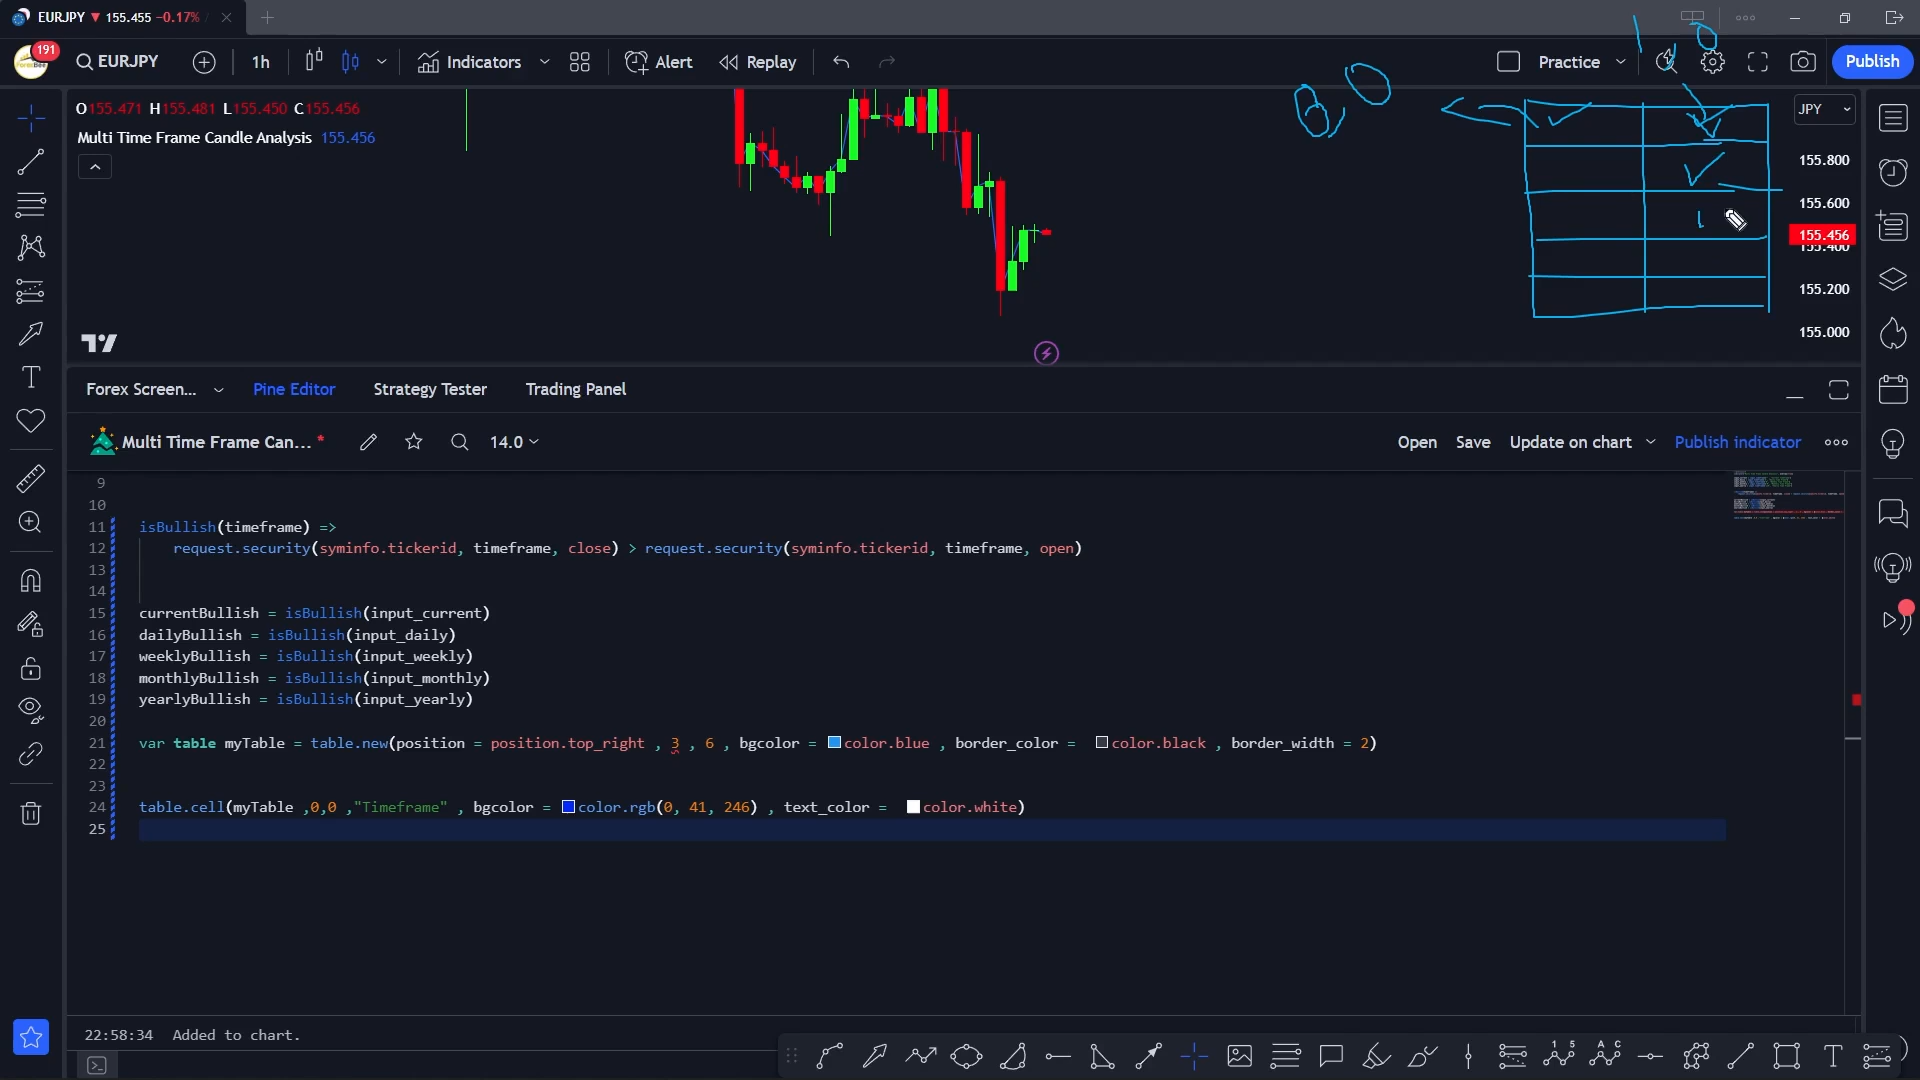 EURJPY ▼ 155.455 −0.17% /
191
EURJPY 1h Indicators Alert Replay Practice Publish
O155.471 H155.481 L155.450 C155.456
Multi Time Frame Candle Analysis 155.456
0,0
1,0
JPY
155.800
155.600
155.456
155.400
155.200
155.000
Forex Screen... Pine Editor Strategy Tester Trading Panel
Multi Time Frame Can... * 14.0 Open Save Update on chart Publish indicator
9
10
11 isBullish(timeframe) =>
12 request.security(syminfo.tickerid, timeframe, close) > request.security(syminfo.tickerid, timeframe, open)
13
14
15 currentBullish = isBullish(input_current)
16 dailyBullish = isBullish(input_daily)
17 weeklyBullish = isBullish(input_weekly)
18 monthlyBullish = isBullish(input_monthly)
19 yearlyBullish = isBullish(input_yearly)
20
21 var table myTable = table.new(position = position.top_right , 3 , 6 , bgcolor = color.blue , border_color = color.black , border_width = 2)
22
23
24 table.cell(myTable ,0,0 ,"Timeframe" , bgcolor = color.rgb(0, 41, 246) , text_color = color.white)
25
22:58:34 Added to chart.